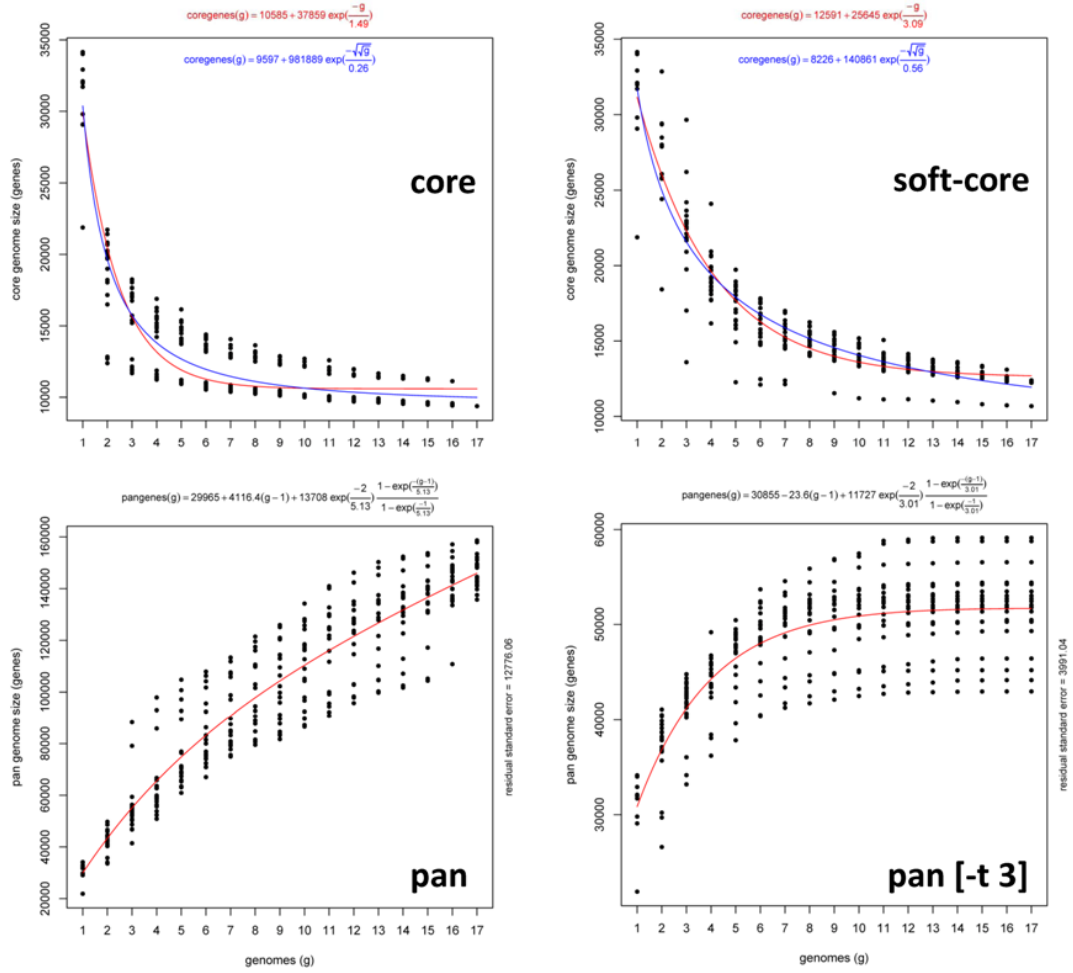 coregenes(g) = 10585 + 37859 exp(-g/1.49)
coregenes(g) = 9597 + 981889 exp(-√√g/0.26)
core genome size (genes)
35000
30000
25000
20000
15000
10000
core
1 2 3 4 5 6 7 8 9 10 11 12 13 14 15 16 17
coregenes(g) = 12591 + 25645 exp(-g/3.09)
coregenes(g) = 8226 + 140861 exp(-√√g/0.56)
core genome size (genes)
35000
30000
25000
20000
15000
10000
soft-core
1 2 3 4 5 6 7 8 9 10 11 12 13 14 15 16 17
pangenes(g) = 29965 + 4116.4(g-1) + 13708 exp(-2/5.13) (1-exp(-(g-1)/5.13))/(1-exp(-1/5.13))
pan genome size (genes)
160000
140000
120000
100000
80000
60000
40000
20000
pan
residual standard error = 12776.06
1 2 3 4 5 6 7 8 9 10 11 12 13 14 15 16 17
genomes (g)
pangenes(g) = 30855 - 23.6(g-1) + 11727 exp(-2/3.01) (1-exp(-(g-1)/3.01))/(1-exp(-1/3.01))
pan genome size (genes)
60000
50000
40000
30000
pan [-t 3]
residual standard error = 3991.04
1 2 3 4 5 6 7 8 9 10 11 12 13 14 15 16 17
genomes (g)